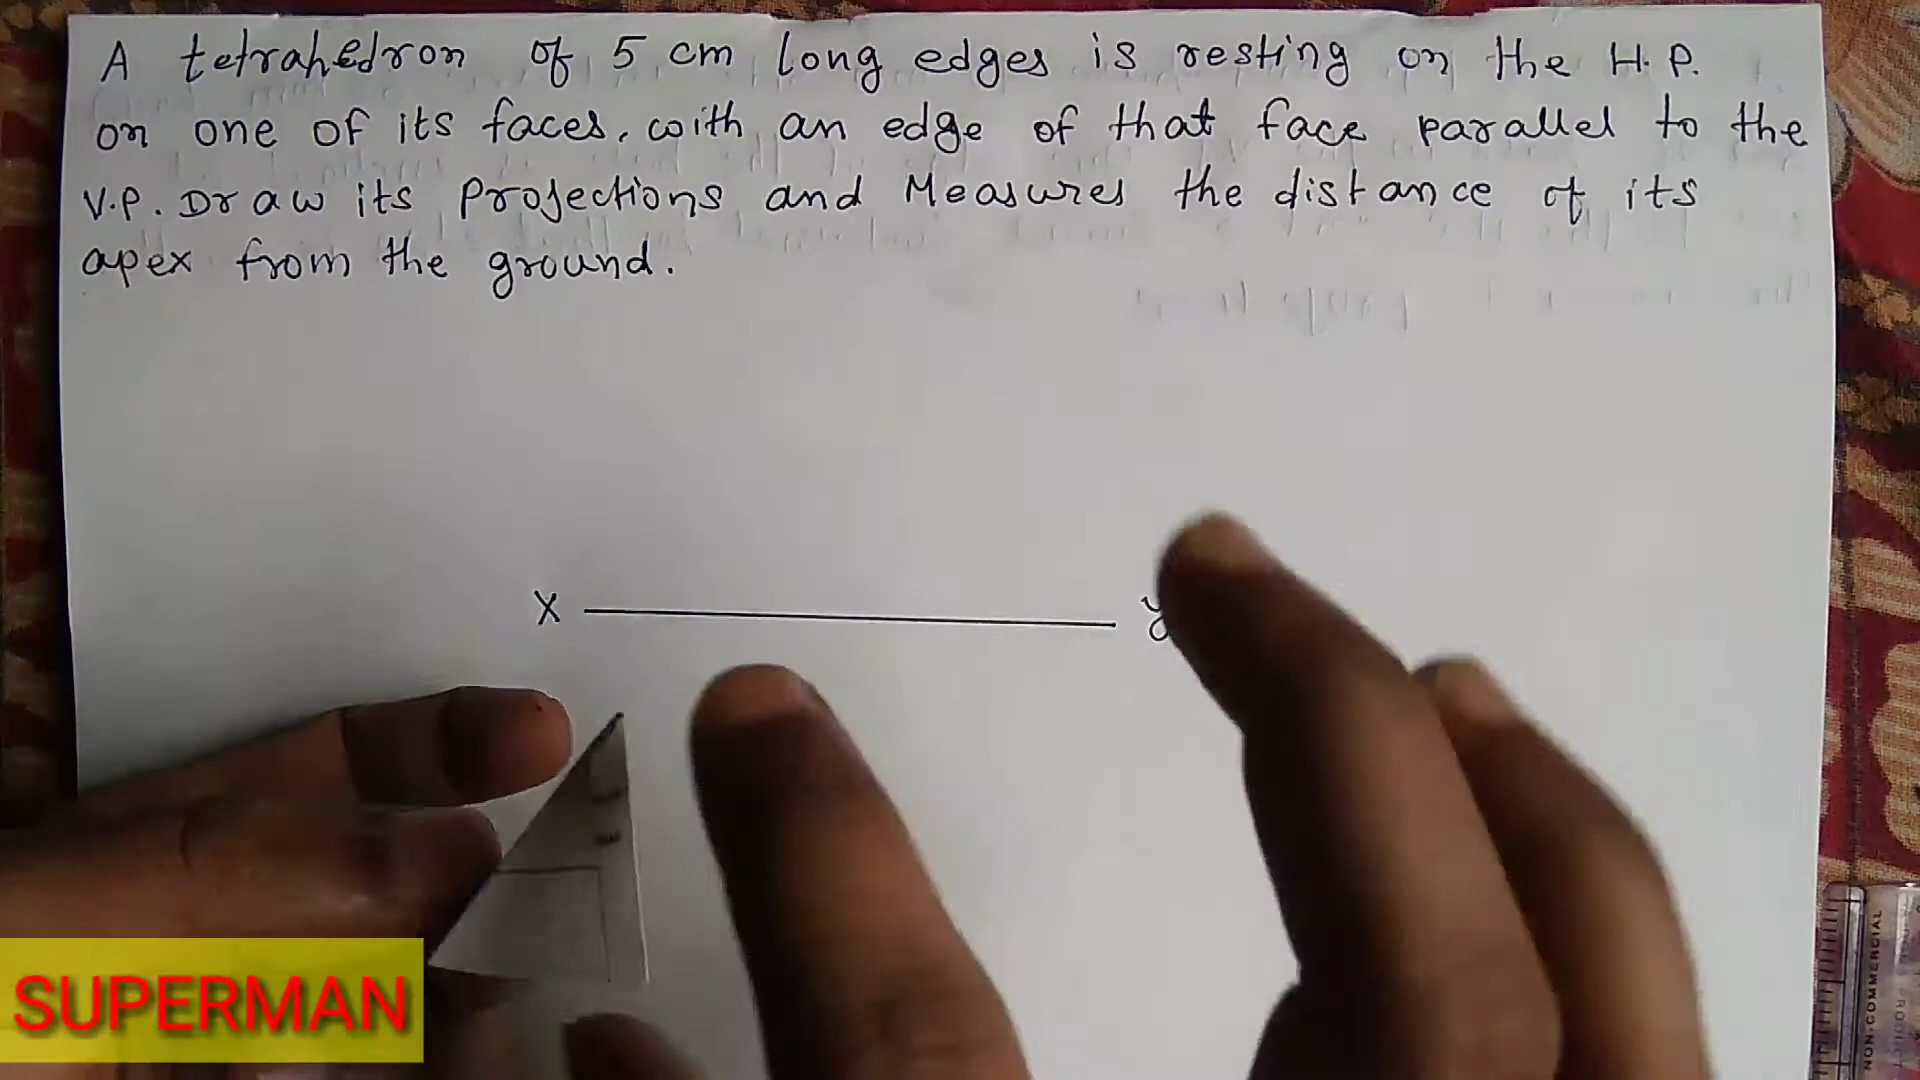 A tetrahedron of 5 cm long edges is resting on the H.P.
on one of its faces, with an edge of that face parallel to the
V.P. Draw its Projections and Measures the distance of its
apex from the ground.
X y
SUPERMAN
NON-COMMERCIAL